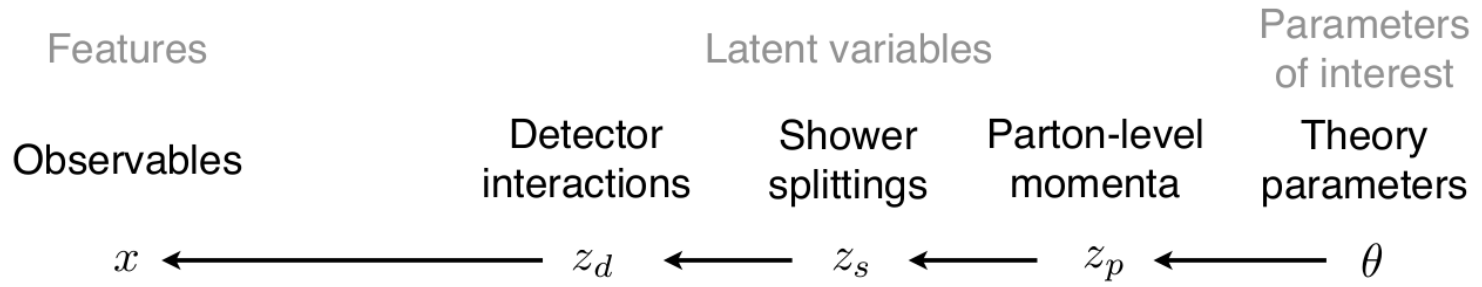 Features
Latent variables
Parameters
of interest
Observables
Detector
interactions
Shower
splittings
Parton-level
momenta
Theory
parameters
x ← z_d ← z_s ← z_p ← θ